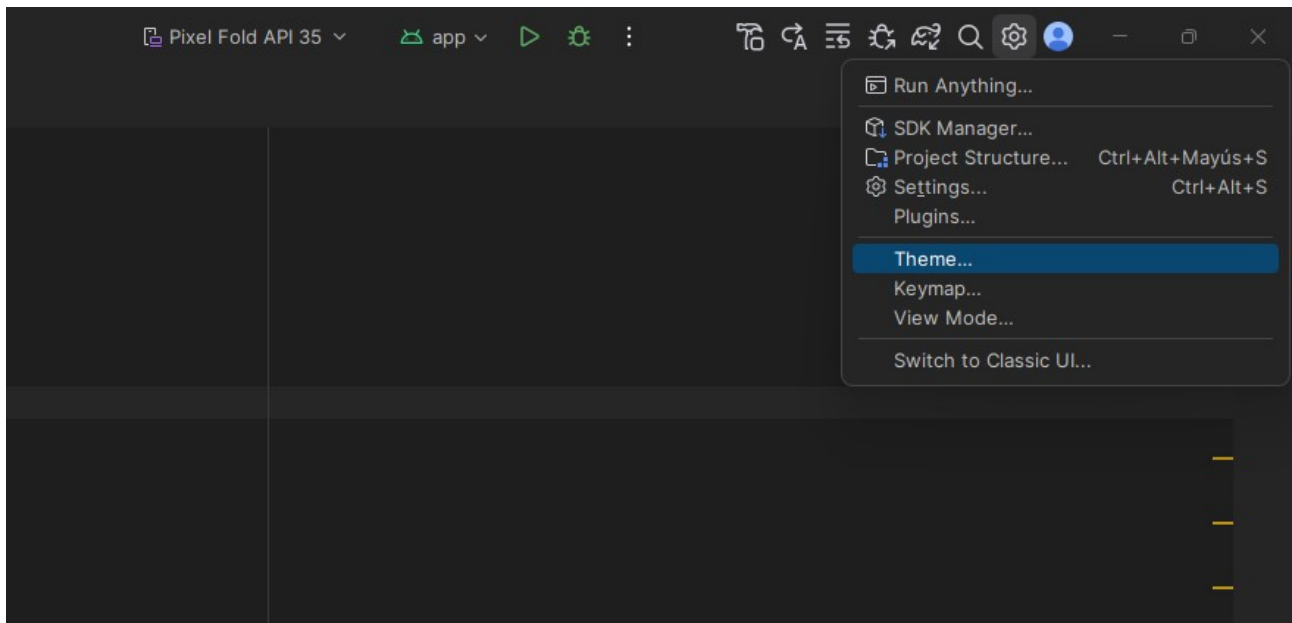 Pixel Fold API 35 app
Run Anything...
SDK Manager...
Project Structure... Ctrl+Alt+Mayús+S
Settings... Ctrl+Alt+S
Plugins...
Theme...
Keymap...
View Mode...
Switch to Classic UI...